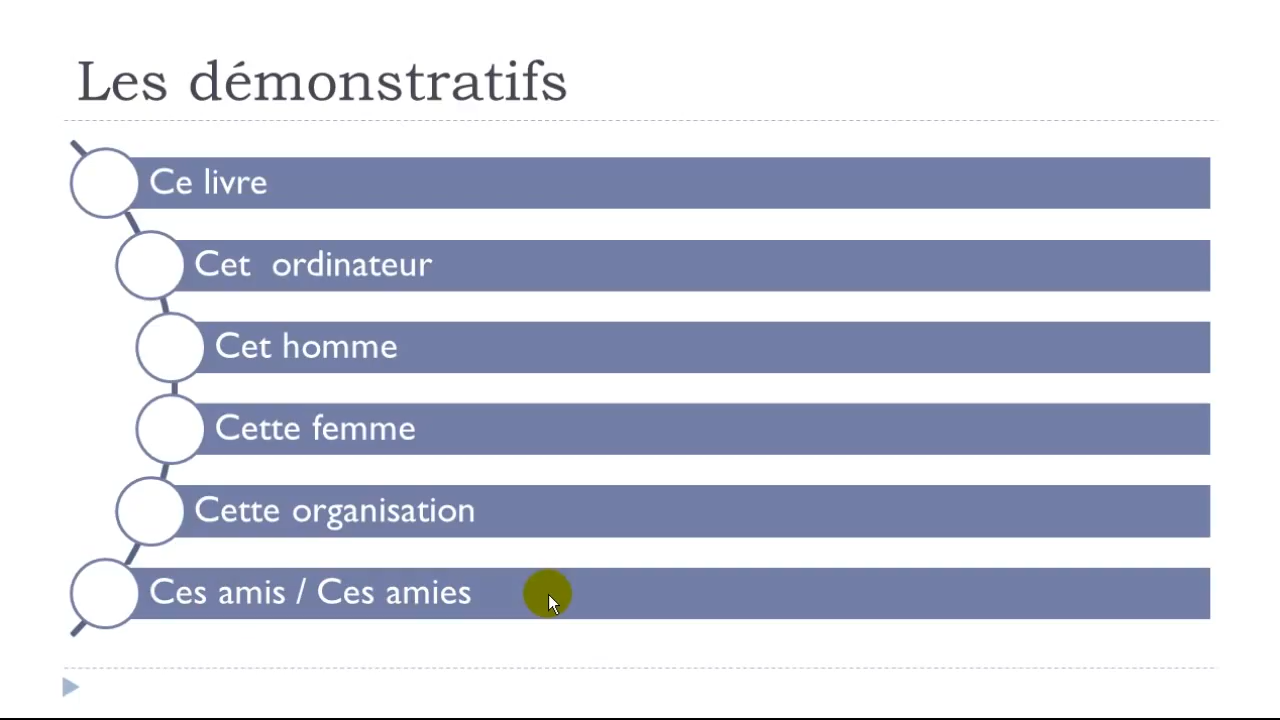 Les démonstratifs
Ce livre
Cet ordinateur
Cet homme
Cette femme
Cette organisation
Ces amis / Ces amies